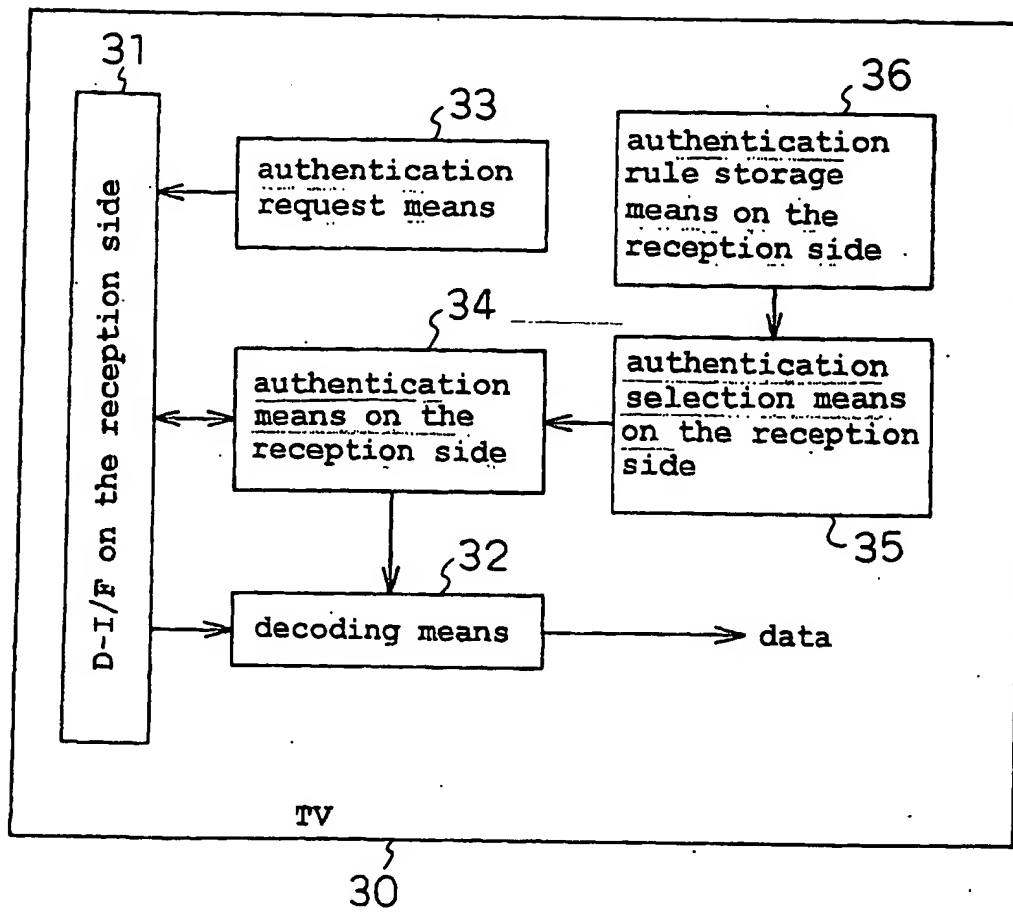 31
33
36
D-I/F on the reception side
authentication
request means
authentication
rule storage
means on the
reception side
34
authentication
means on the
reception side
authentication
selection means
on the reception
side
35
32
decoding means
data
TV
30